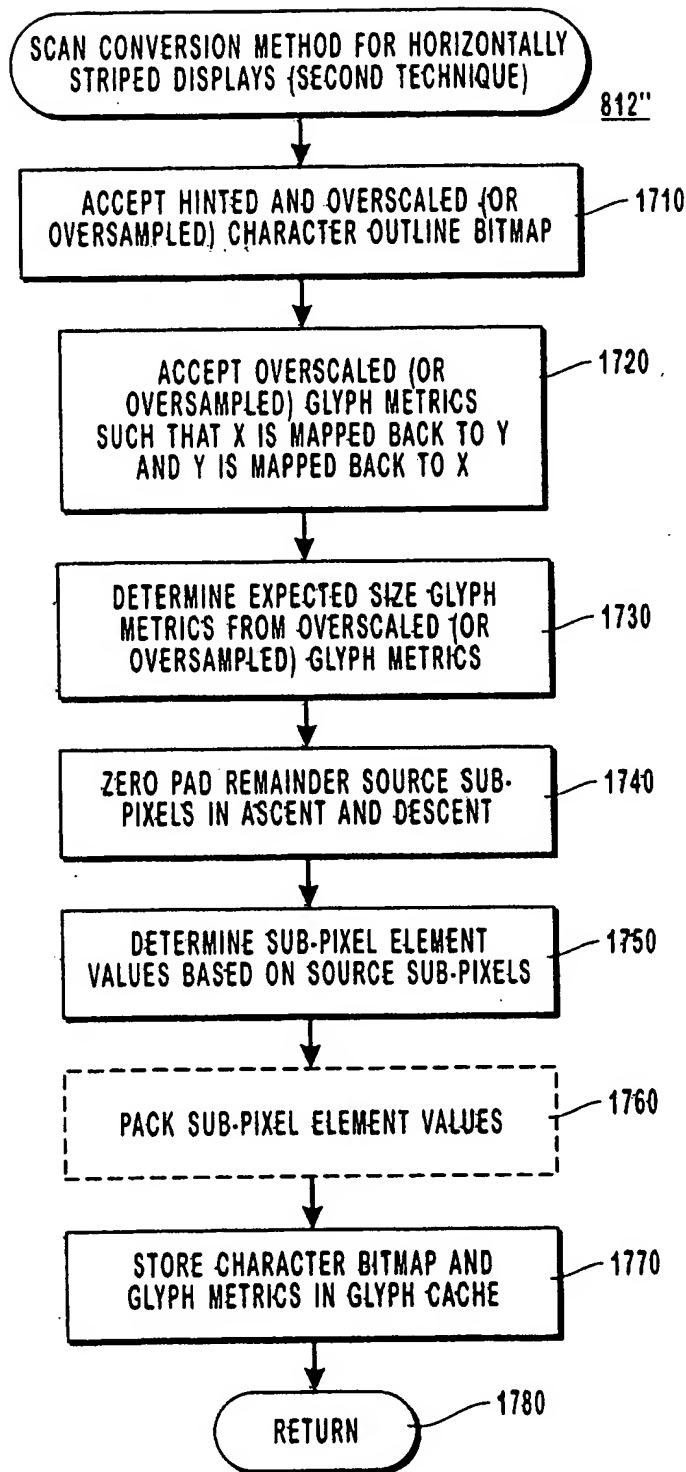 SCAN CONVERSION METHOD FOR HORIZONTALLY
STRIPED DISPLAYS (SECOND TECHNIQUE)
812"
ACCEPT HINTED AND OVERSCALED (OR
OVERSAMPLED) CHARACTER OUTLINE BITMAP
1710
ACCEPT OVERSCALED (OR
OVERSAMPLED) GLYPH METRICS
SUCH THAT X IS MAPPED BACK TO Y
AND Y IS MAPPED BACK TO X
1720
DETERMINE EXPECTED SIZE GLYPH
METRICS FROM OVERSCALED (OR
OVERSAMPLED) GLYPH METRICS
1730
ZERO PAD REMAINDER SOURCE SUB-
PIXELS IN ASCENT AND DESCENT
1740
DETERMINE SUB-PIXEL ELEMENT
VALUES BASED ON SOURCE SUB-PIXELS
1750
PACK SUB-PIXEL ELEMENT VALUES
1760
STORE CHARACTER BITMAP AND
GLYPH METRICS IN GLYPH CACHE
1770
RETURN
1780